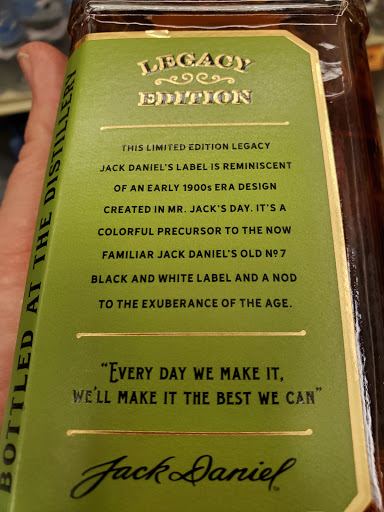 LEGACY
EDITION
THIS LIMITED EDITION LEGACY
JACK DANIEL'S LABEL IS REMINISCENT
OF AN EARLY 1900s ERA DESIGN
CREATED IN MR. JACK'S DAY. IT'S A
COLORFUL PRECURSOR TO THE NOW
FAMILIAR JACK DANIEL'S OLD Nº7
BLACK AND WHITE LABEL AND A NOD
TO THE EXUBERANCE OF THE AGE.
"EVERY DAY WE MAKE IT,
WE'LL MAKE IT THE BEST WE CAN"
Jack Daniel
BOTTLED AT THE DISTILLERY